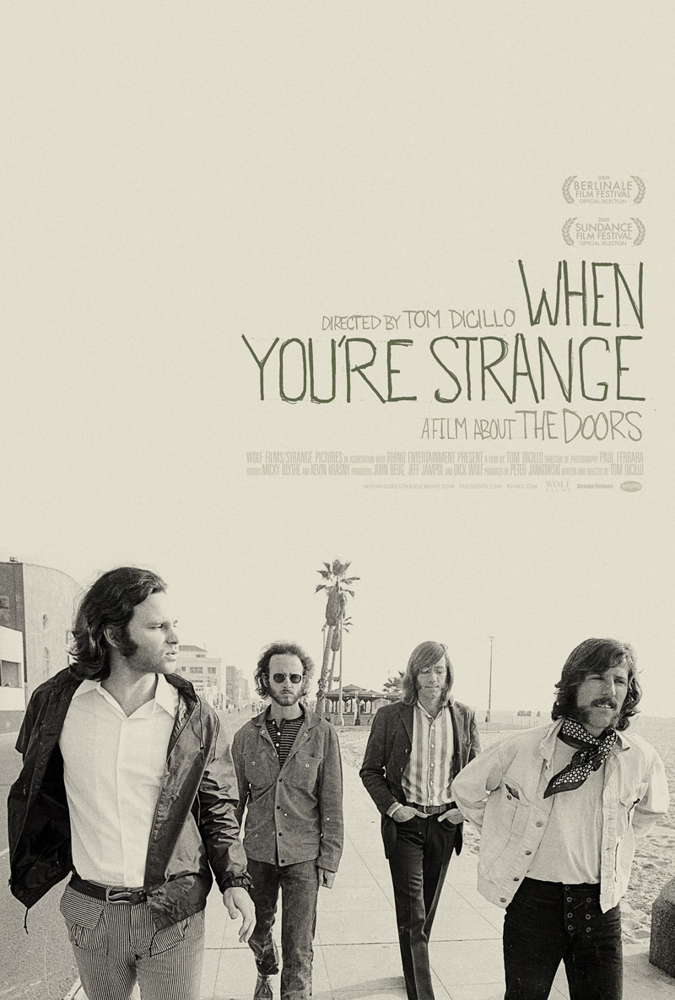 2009
BERLINALE
FILM FESTIVAL
OFFICIAL SELECTION
2009
SUNDANCE
FILM FESTIVAL
OFFICIAL SELECTION
DIRECTED BY TOM DICILLO WHEN
YOU'RE STRANGE
A FILM ABOUT THE DOORS
WOLF FILMS/STRANGE PICTURES IN ASSOCIATION WITH RHINO ENTERTAINMENT PRESENT A FILM BY TOM DICILLO DIRECTOR OF PHOTOGRAPHY PAUL FERRARA
EDITORS MICKY BLYTHE AND KEVIN KRASNY PRODUCERS JOHN BEUG, JEFF JAMPOL AND DICK WOLF PRODUCED BY PETER JANKOWSKI WRITTEN AND DIRECTED BY TOM DICILLO
WHENYOURESTRANGEMOVIE.COM THEDOORS.COM RHINO.COM WOLF FILMS Strange Pictures RHINO